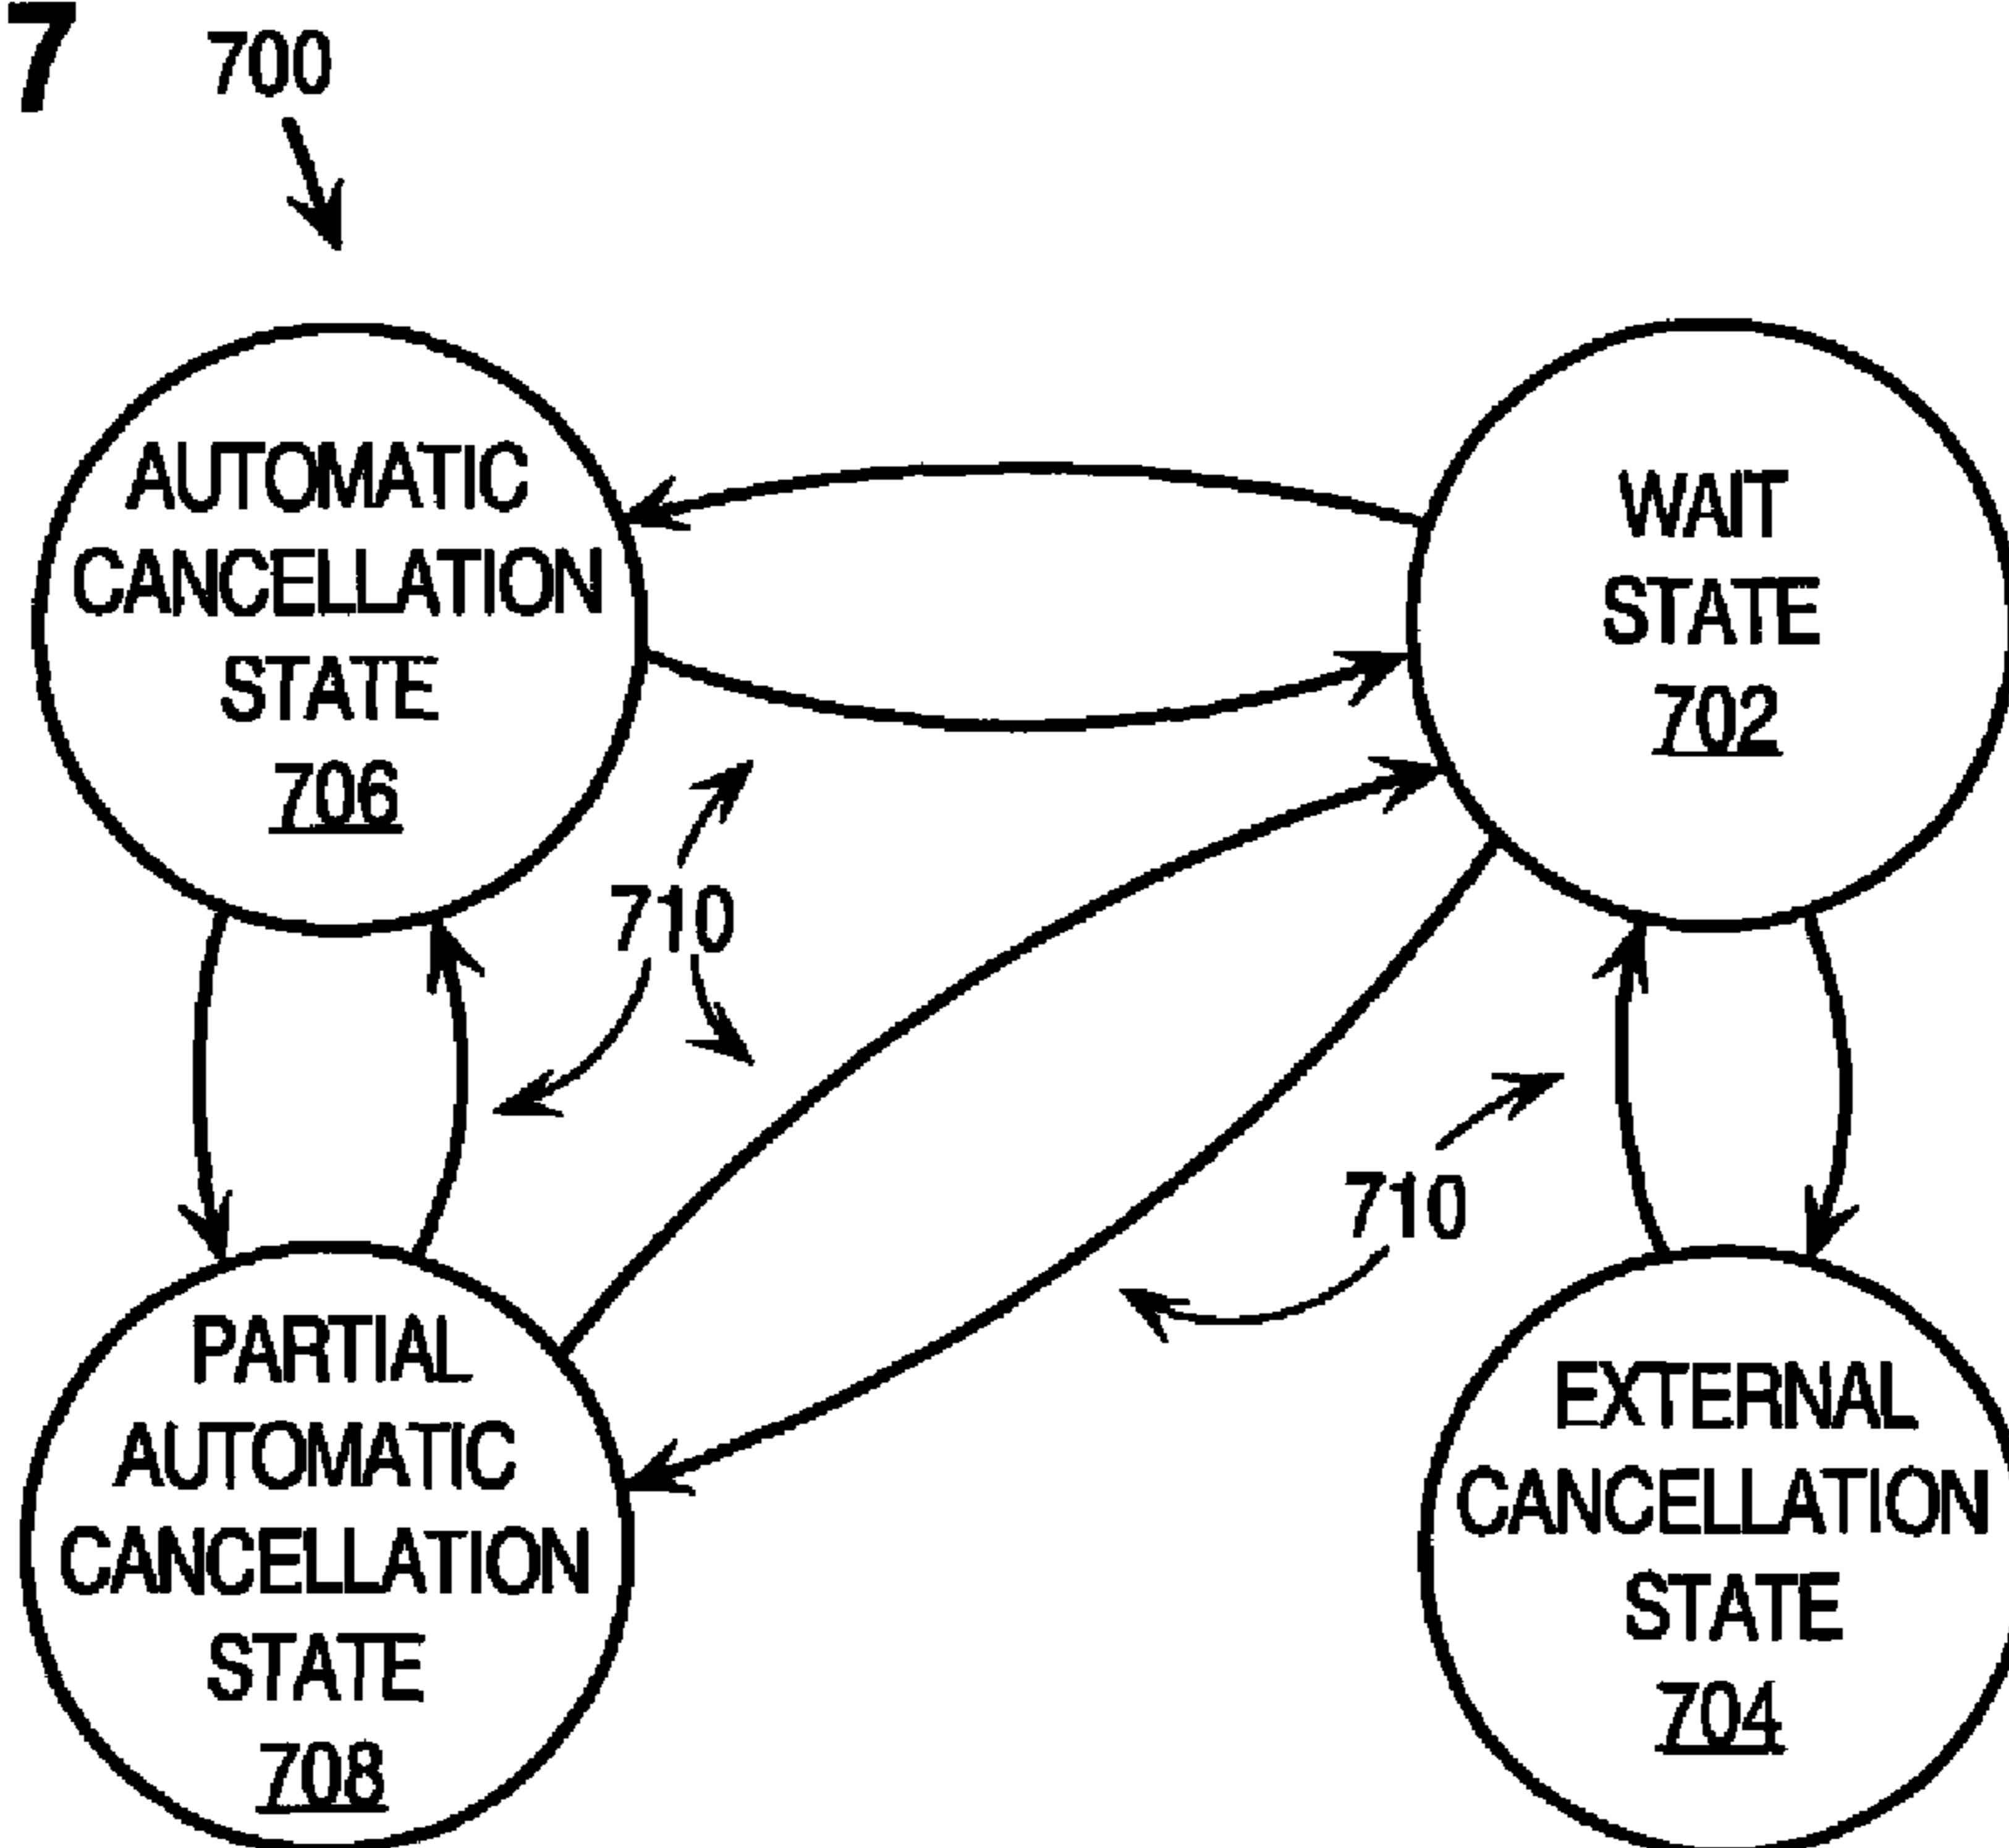 7
700
AUTOMATIC
CANCELLATION
STATE
706
WAIT
STATE
702
710
710
PARTIAL
AUTOMATIC
CANCELLATION
STATE
708
EXTERNAL
CANCELLATION
STATE
704